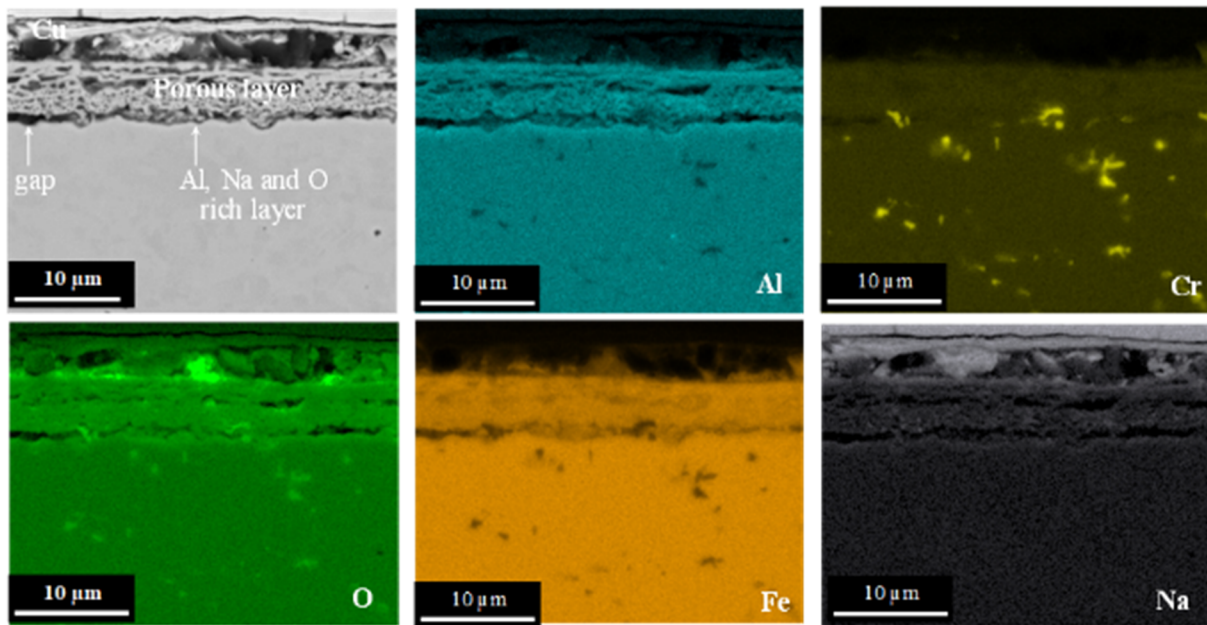 Cu
Porous layer
gap
Al, Na and O
rich layer
10 µm
10 µm
Al
10 µm
Cr
10 µm
O
10 µm
Fe
10 µm
Na